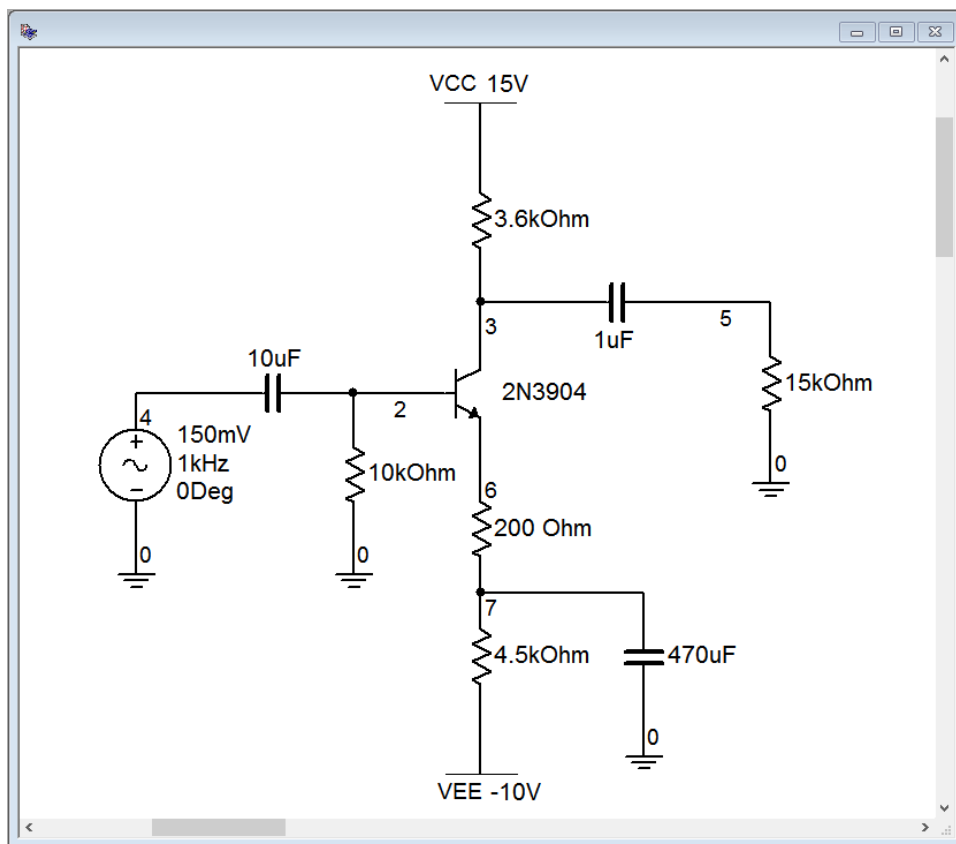 VCC 15V
3.6kOhm
3
1uF
5
10uF
2N3904
15kOhm
4
2
150mV
1kHz
0Deg
10kOhm
0
6
200 Ohm
0
0
7
4.5kOhm
470uF
0
VEE -10V